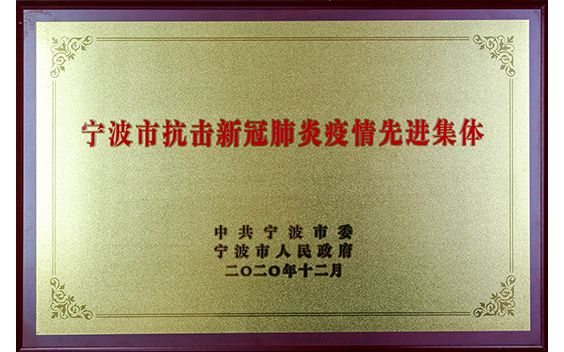 宁波市抗击新冠肺炎疫情先进集体
中共宁波市委
宁波市人民政府
二〇二〇年十二月